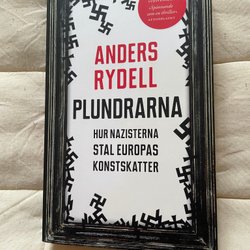 ANDERS
RYDELL
PLUNDRARNA
HUR NAZISTERNA
STAL EUROPAS
KONSTSKATTER